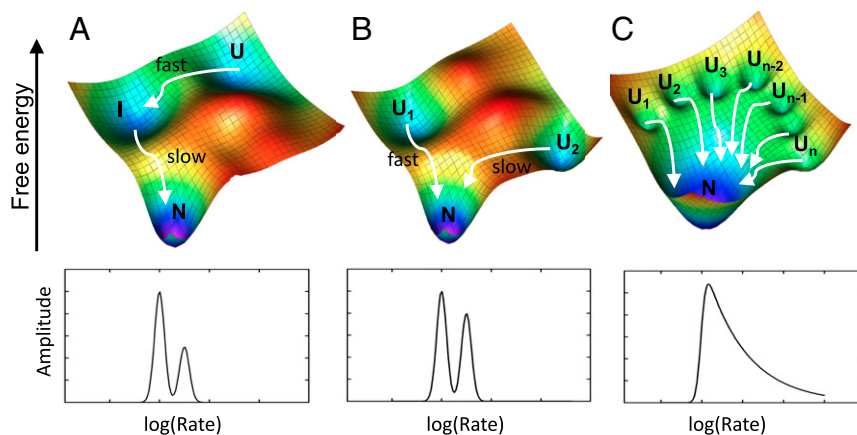 A
B
C
Free energy
U
fast
I
slow
N
U1
fast
U2
slow
N
U1
U2
U3
Un-2
Un-1
Un
N
Amplitude
log(Rate)
log(Rate)
log(Rate)